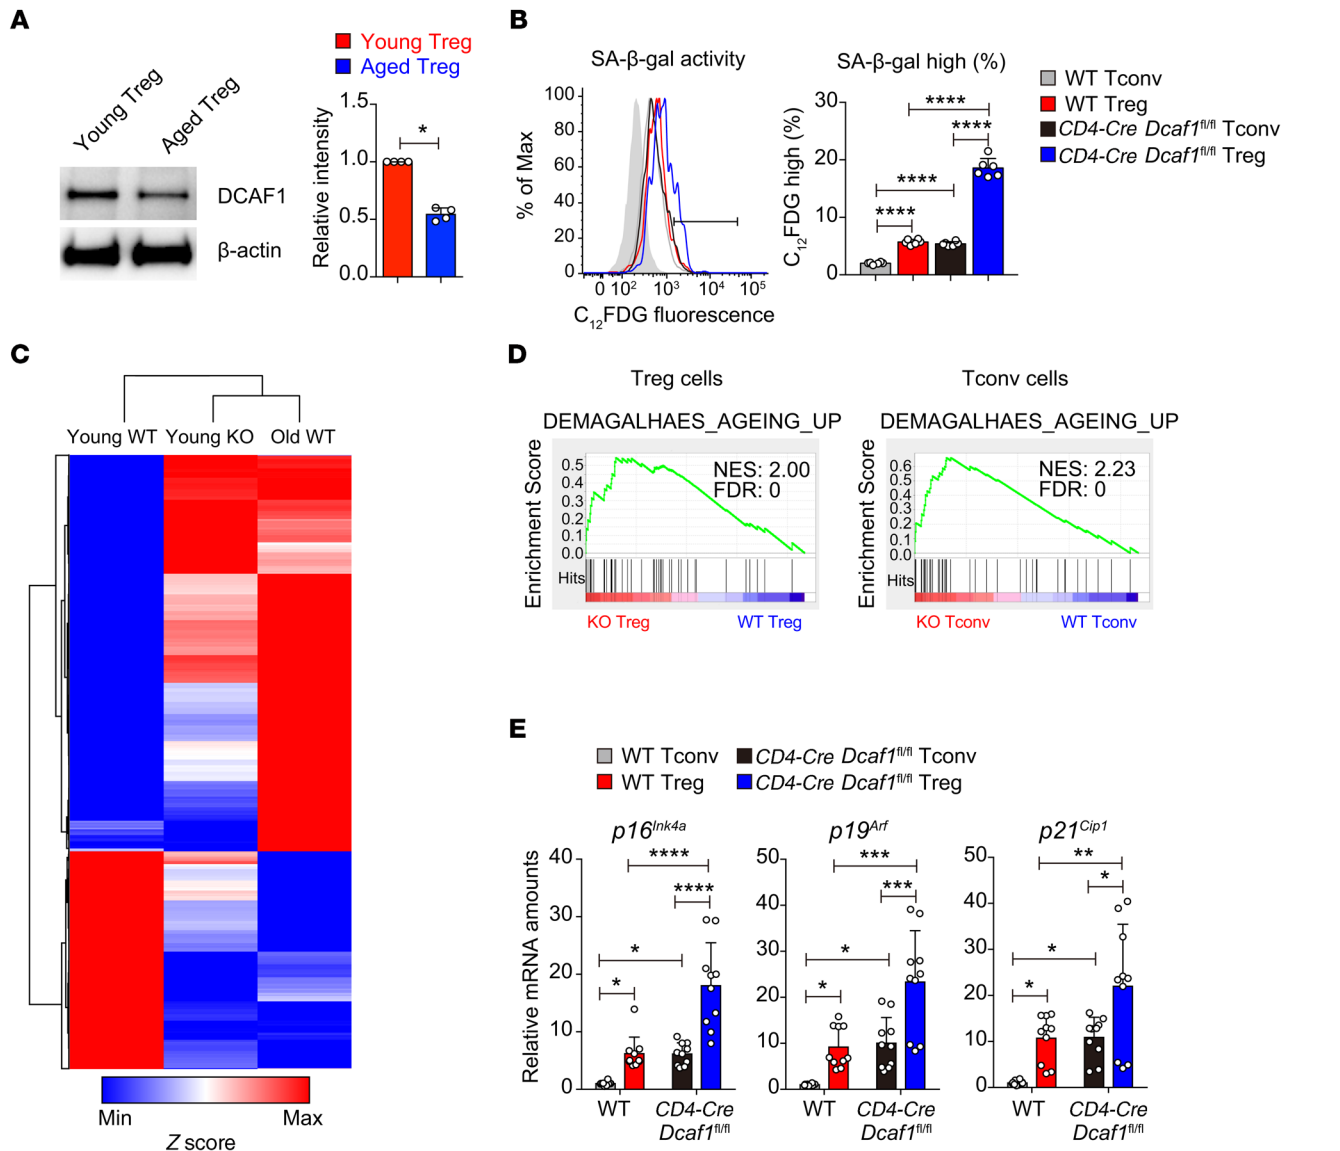 A
Young Treg
Aged Treg
DCAF1
β-actin
Young Treg
Aged Treg
Relative intensity
1.5
1.0
0.5
0.0
*
B
SA-β-gal activity
% of Max
100
80
60
40
20
0
0 10² 10³ 10⁴ 10⁵
C₁₂FDG fluorescence
SA-β-gal high (%)
C₁₂FDG high (%)
30
20
10
0
****
****
****
****
WT Tconv
WT Treg
CD4-Cre Dcaf1fl/fl Tconv
CD4-Cre Dcaf1fl/fl Treg
C
Young WT Young KO Old WT
Min Max
Z score
D
Treg cells
DEMAGALHAES_AGEING_UP
Enrichment Score
0.5
0.4
0.3
0.2
0.1
0.0
NES: 2.00
FDR: 0
Hits
KO Treg WT Treg
Tconv cells
DEMAGALHAES_AGEING_UP
Enrichment Score
0.6
0.5
0.4
0.3
0.2
0.1
0.0
NES: 2.23
FDR: 0
Hits
KO Tconv WT Tconv
E
WT Tconv
WT Treg
CD4-Cre Dcaf1fl/fl Tconv
CD4-Cre Dcaf1fl/fl Treg
Relative mRNA amounts
p16Ink4a
40
30
20
10
0
****
****
*
*
WT
CD4-Cre
Dcaf1fl/fl
p19Arf
50
40
30
20
10
0
***
***
*
*
WT
CD4-Cre
Dcaf1fl/fl
p21Cip1
50
40
30
20
10
0
**
*
*
*
WT
CD4-Cre
Dcaf1fl/fl